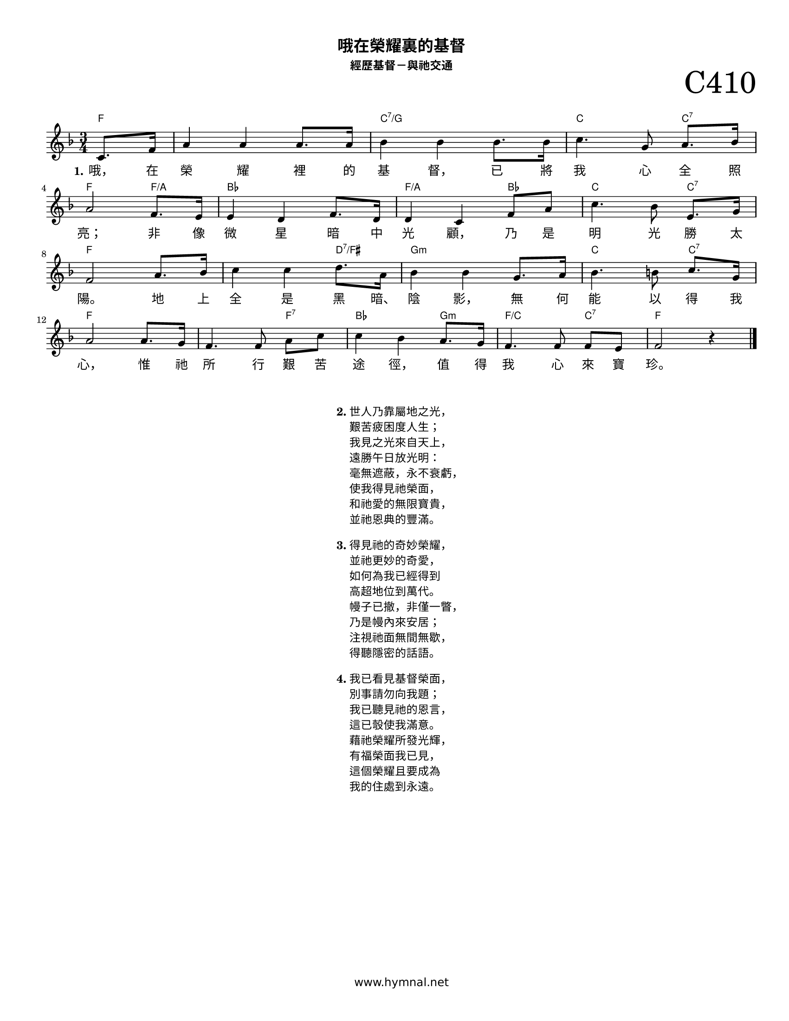 哦在榮耀裏的基督
經歷基督－與祂交通
C410
F C7/G C C7
1. 哦， 在 榮 耀 裡 的 基 督， 已 將 我 心 全 照
4 F F/A B♭ F/A B♭ C C7
亮； 非 像 微 星 暗 中 光 顧， 乃 是 明 光 勝 太
8 F D7/F♯ Gm C C7
陽。 地 上 全 是 黑 暗、 陰 影， 無 何 能 以 得 我
12 F F7 B♭ Gm F/C C7 F
心， 惟 祂 所 行 艱 苦 途 徑， 值 得 我 心 來 寶 珍。
2. 世人乃靠屬地之光，
艱苦疲困度人生；
我見之光來自天上，
遠勝午日放光明：
毫無遮蔽，永不衰虧，
使我得見祂榮面，
和祂愛的無限寶貴，
並祂恩典的豐滿。
3. 得見祂的奇妙榮耀，
並祂更妙的奇愛，
如何為我已經得到
高超地位到萬代。
幔子已撤，非僅一瞥，
乃是幔內來安居；
注視祂面無間無歇，
得聽隱密的話語。
4. 我已看見基督榮面，
別事請勿向我題；
我已聽見祂的恩言，
這已彀使我滿意。
藉祂榮耀所發光輝，
有福榮面我已見，
這個榮耀且要成為
我的住處到永遠。
www.hymnal.net